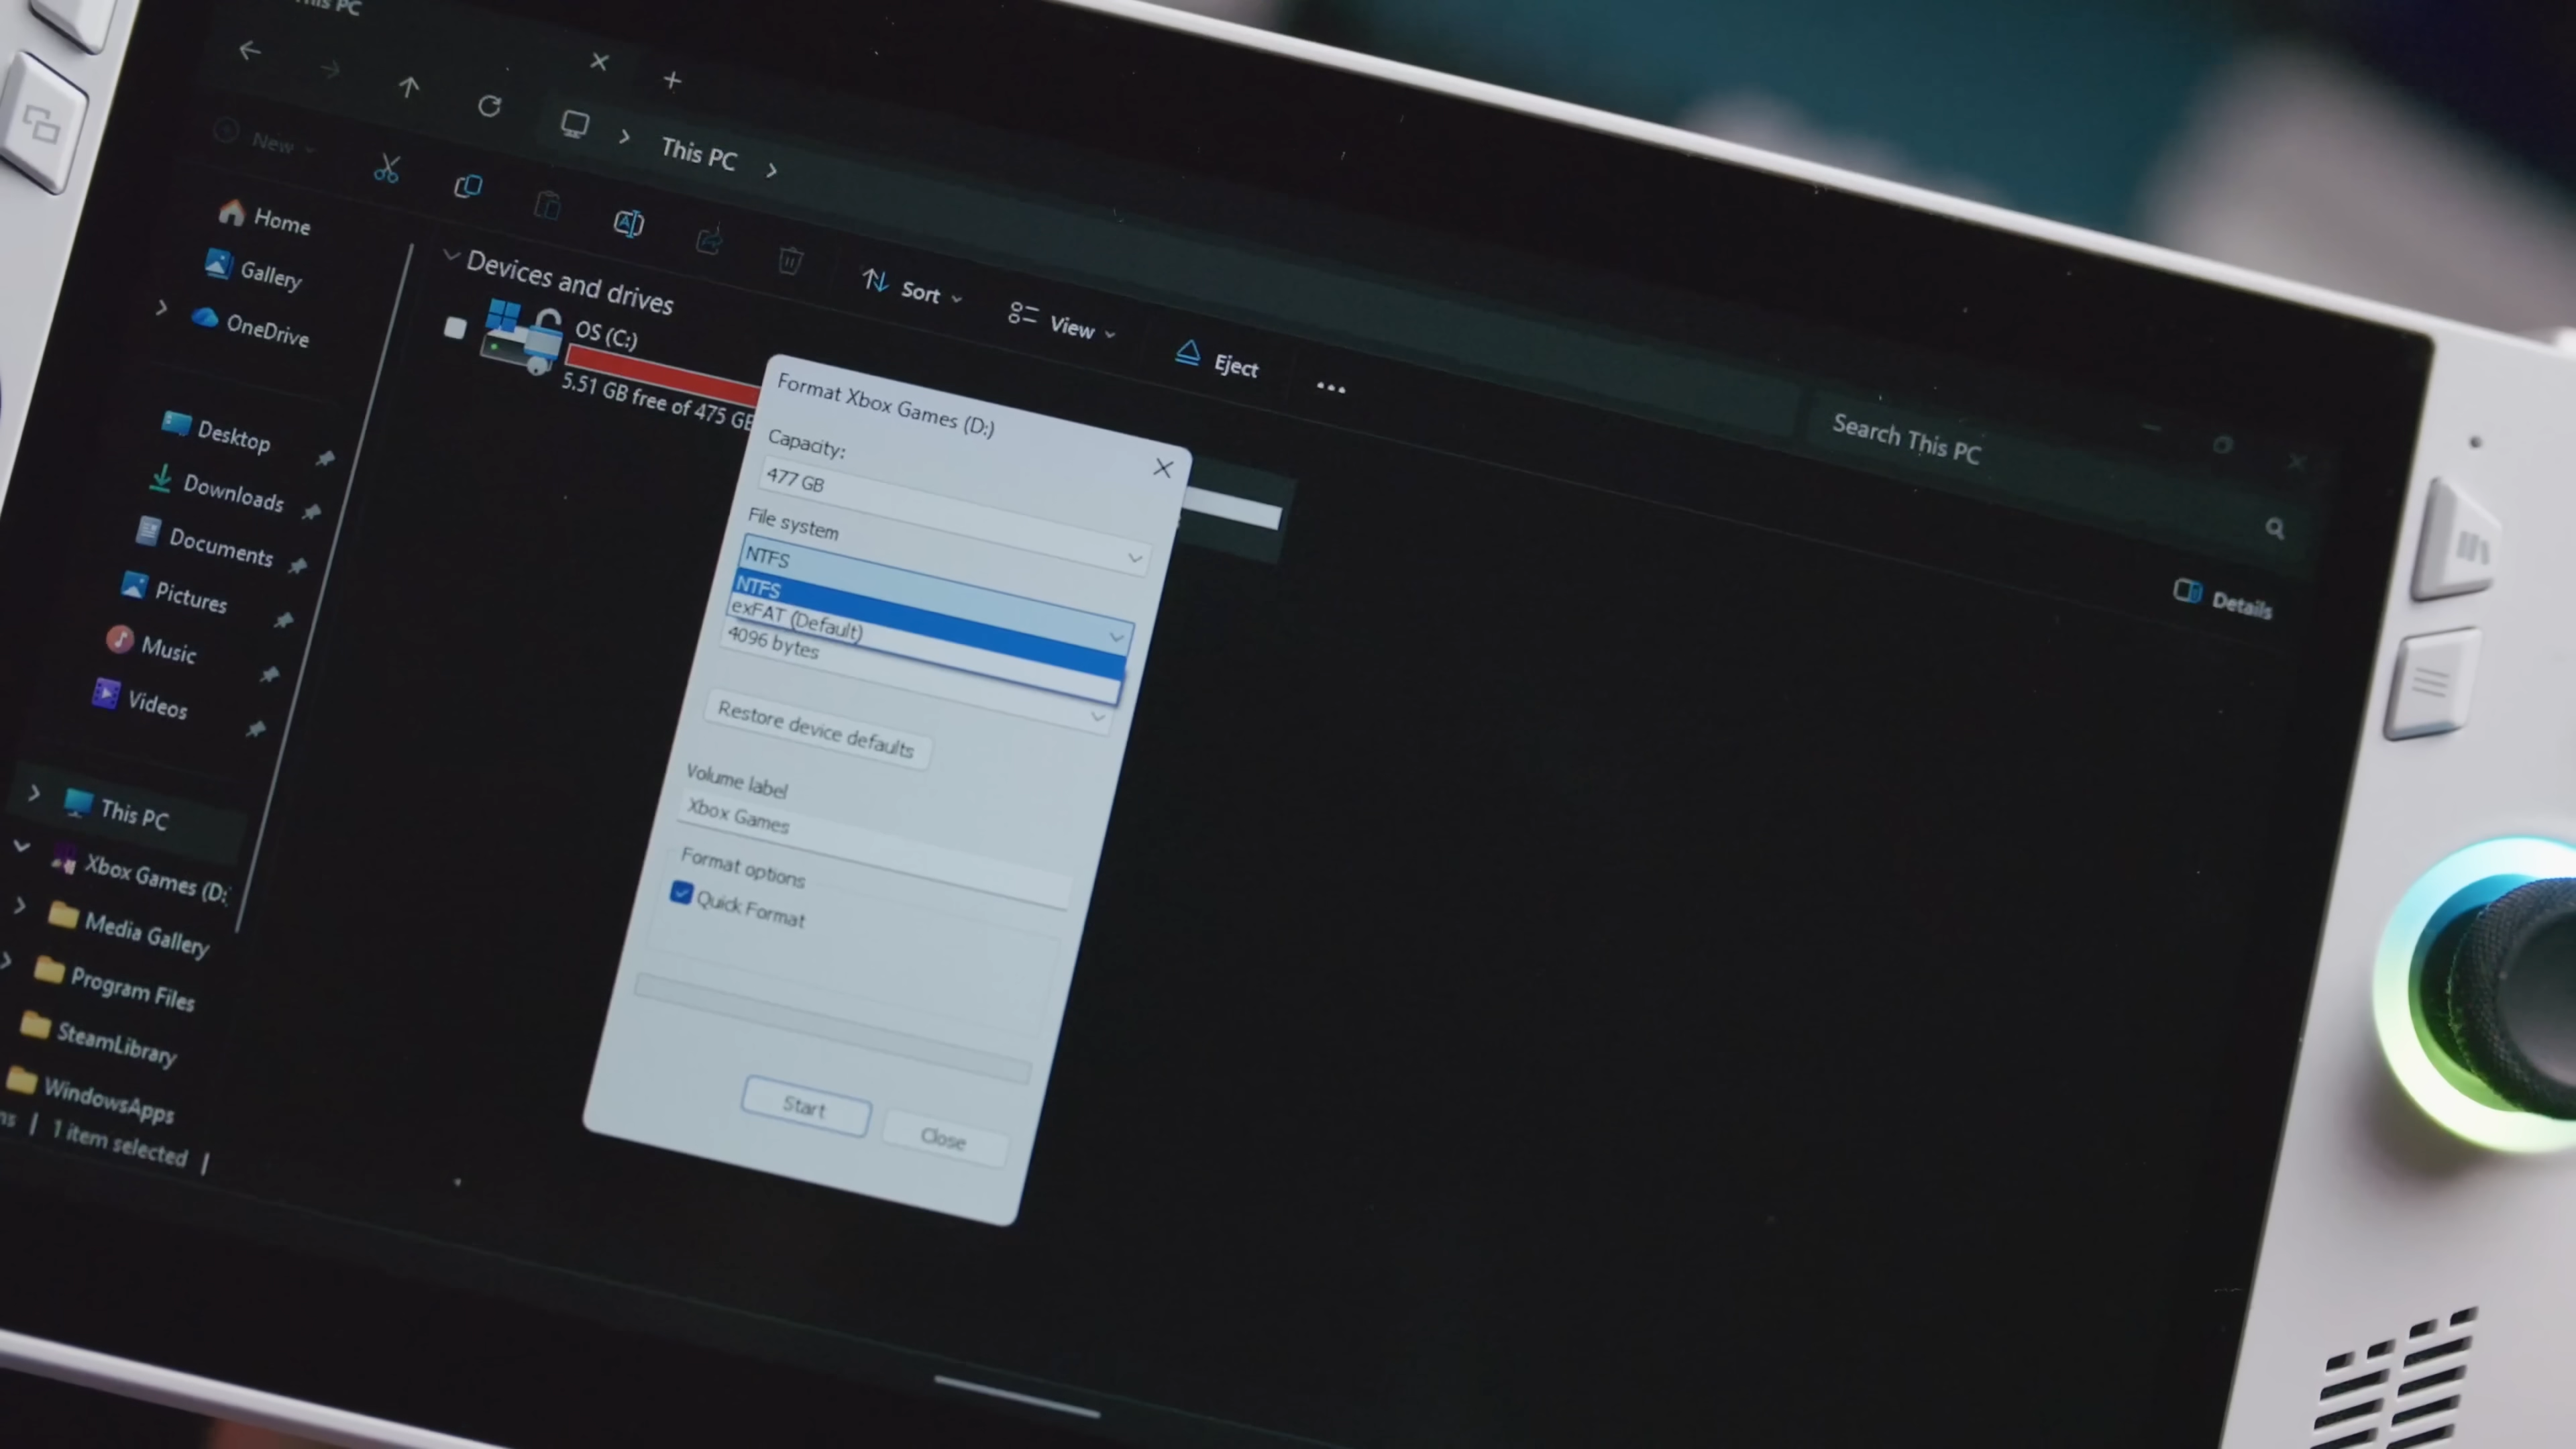 This PC
This PC
Search This PC
New
Sort
View
Eject
Details
Home
Gallery
OneDrive
Desktop
Downloads
Documents
Pictures
Music
Videos
This PC
Xbox Games (D:
Media Gallery
Program Files
SteamLibrary
WindowsApps
1 item selected
Devices and drives
OS (C:)
5.51 GB free of 475 GB
Format Xbox Games (D:)
Capacity:
477 GB
File system
NTFS
NTFS
exFAT (Default)
4096 bytes
Restore device defaults
Volume label
Xbox Games
Format options
Quick Format
Start
Close